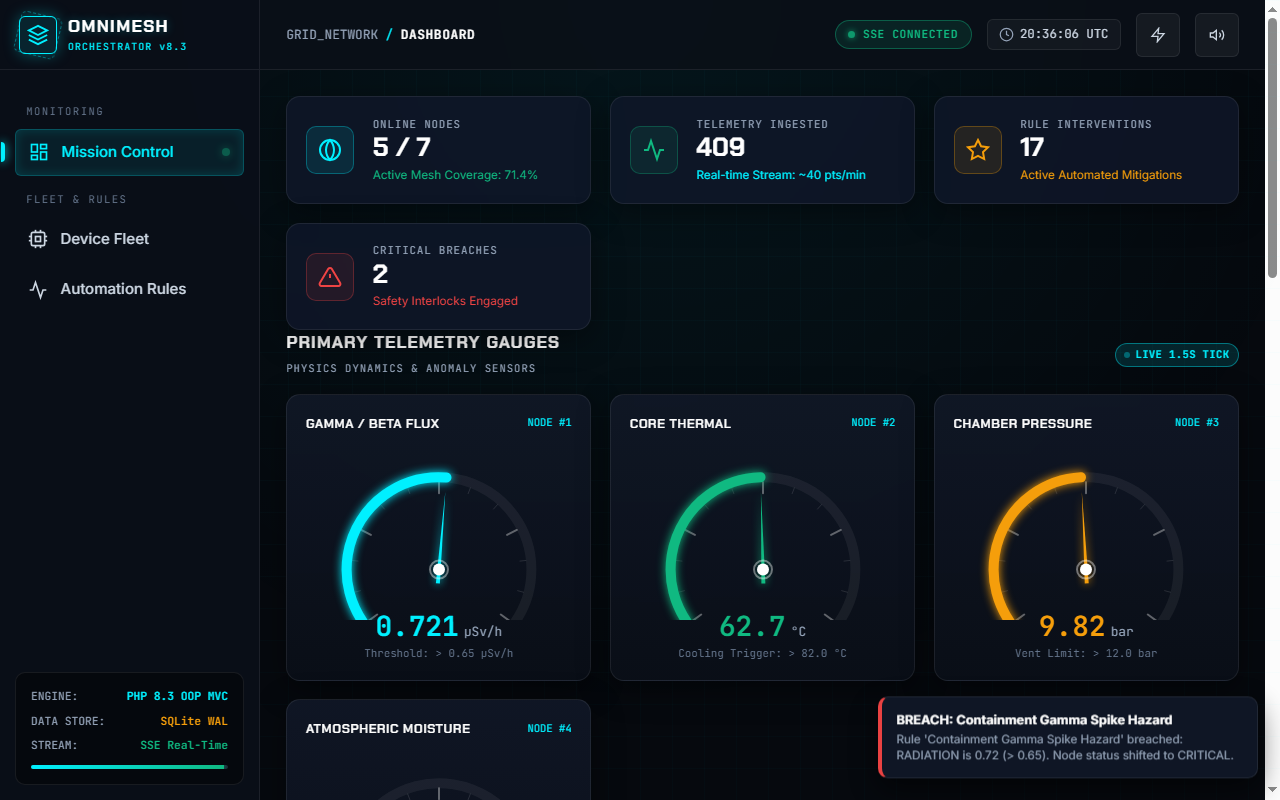 OMNIMESH
ORCHESTRATOR v8.3
GRID_NETWORK / DASHBOARD
SSE CONNECTED
20:36:06 UTC
MONITORING
Mission Control
FLEET & RULES
Device Fleet
Automation Rules
ONLINE NODES
5 / 7
Active Mesh Coverage: 71.4%
TELEMETRY INGESTED
409
Real-time Stream: ~40 pts/min
RULE INTERVENTIONS
17
Active Automated Mitigations
CRITICAL BREACHES
2
Safety Interlocks Engaged
PRIMARY TELEMETRY GAUGES
PHYSICS DYNAMICS & ANOMALY SENSORS
LIVE 1.5S TICK
GAMMA / BETA FLUX NODE #1
0.721 µSv/h
Threshold: > 0.65 µSv/h
CORE THERMAL NODE #2
62.7 °C
Cooling Trigger: > 82.0 °C
CHAMBER PRESSURE NODE #3
9.82 bar
Vent Limit: > 12.0 bar
ATMOSPHERIC MOISTURE NODE #4
ENGINE: PHP 8.3 OOP MVC
DATA STORE: SQLite WAL
STREAM: SSE Real-Time
BREACH: Containment Gamma Spike Hazard
Rule 'Containment Gamma Spike Hazard' breached:
RADIATION is 0.72 (> 0.65). Node status shifted to CRITICAL.